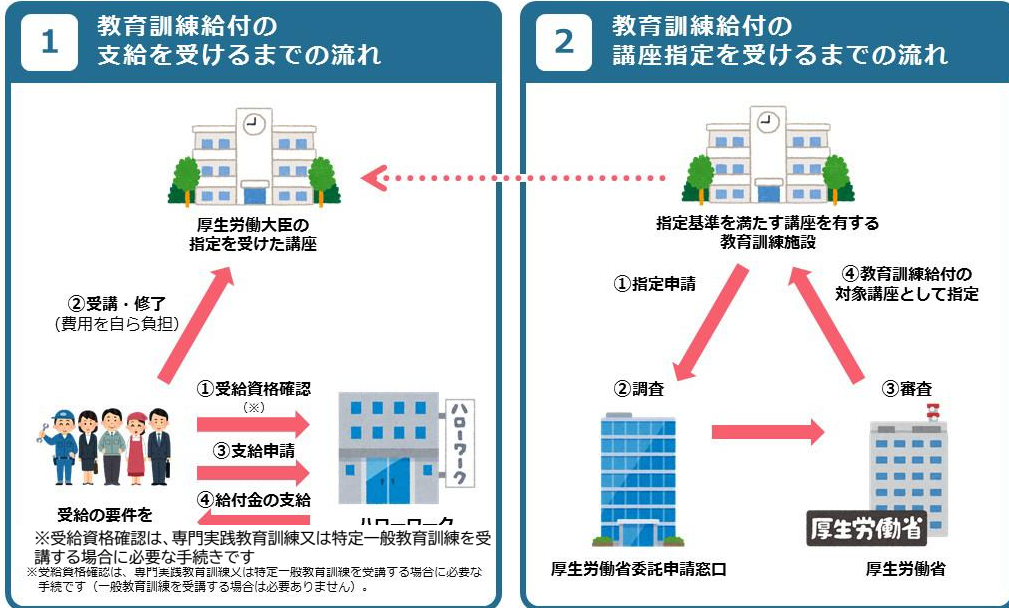 1
教育訓練給付の
支給を受けるまでの流れ
厚生労働大臣の
指定を受けた講座
②受講・修了
(費用を自ら負担)
①受給資格確認
(※)
③支給申請
④給付金の支給
ハローワーク
受給の要件を
ハローワーク
※受給資格確認は、専門実践教育訓練又は特定一般教育訓練を受
講する場合に必要な手続きです
※受給資格確認は、専門実践教育訓練又は特定一般教育訓練を受講する場合に必要な
手続です（一般教育訓練を受講する場合は必要ありません）。
2
教育訓練給付の
講座指定を受けるまでの流れ
指定基準を満たす講座を有する
教育訓練施設
①指定申請
④教育訓練給付の
対象講座として指定
②調査
③審査
厚生労働省
厚生労働省委託申請窓口
厚生労働省